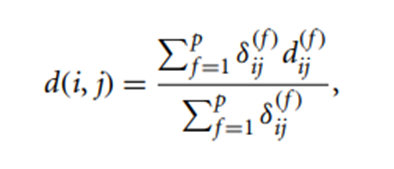 d(i, j) = \frac{\sum_{f=1}^{p} \delta_{ij}^{(f)} d_{ij}^{(f)}}{\sum_{f=1}^{p} \delta_{ij}^{(f)}},